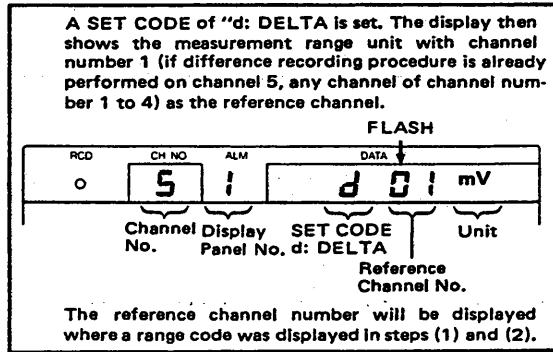 A SET CODE of "d: DELTA is set. The display then
shows the measurement range unit with channel
number 1 (if difference recording procedure is already
performed on channel 5, any channel of channel num-
ber 1 to 4) as the reference channel.
FLASH
RCD CH NO ALM DATA
5 1 d 01 mV
Channel Display SET CODE Unit
No. Panel No. d: DELTA
Reference
Channel No.
The reference channel number will be displayed
where a range code was displayed in steps (1) and (2).